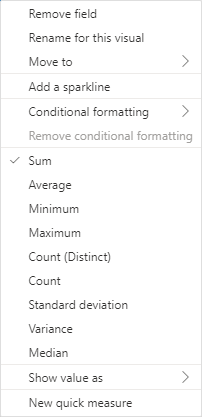 Remove field
Rename for this visual
Move to
Add a sparkline
Conditional formatting
Remove conditional formatting
Sum
Average
Minimum
Maximum
Count (Distinct)
Count
Standard deviation
Variance
Median
Show value as
New quick measure